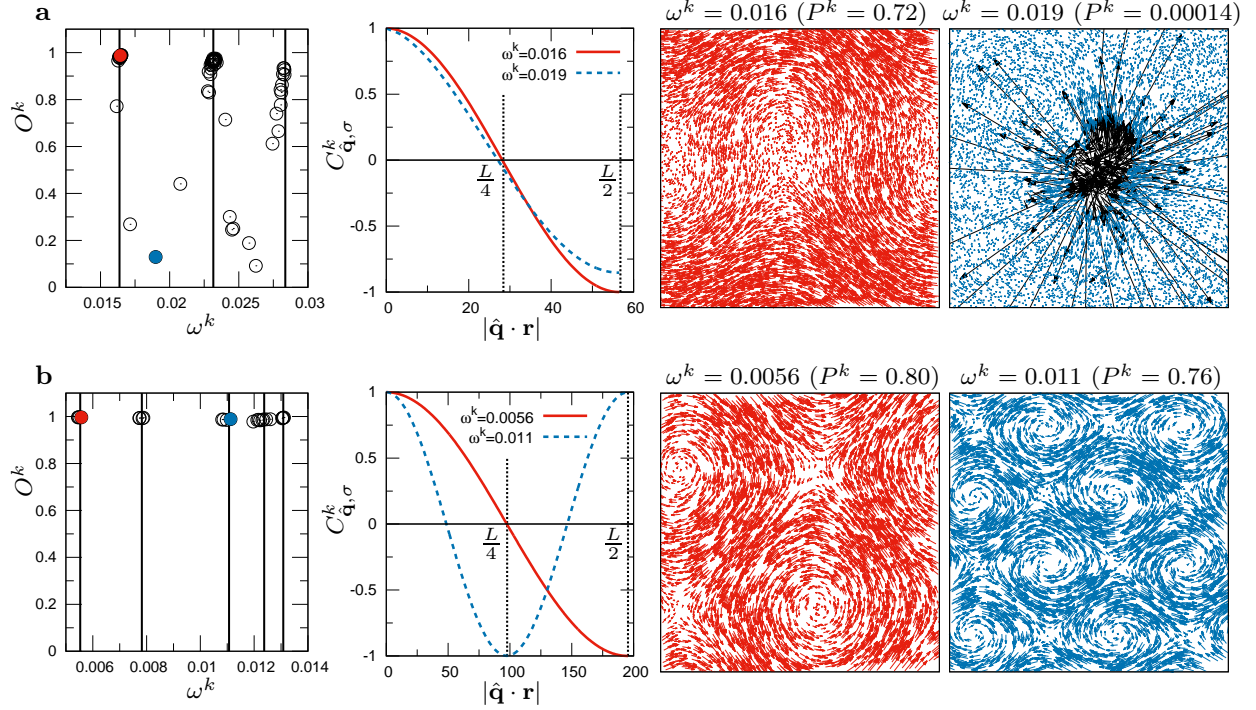 a
ω^k = 0.016 (P^k = 0.72)
ω^k = 0.019 (P^k = 0.00014)
O^k
1
0.8
0.6
0.4
0.2
0
0.015
0.02
0.025
0.03
ω^k
C^k_{q̂,σ}
1
0.5
0
-0.5
-1
ω^k=0.016
ω^k=0.019
L/4
L/2
0
20
40
60
|q̂ · r|
b
ω^k = 0.0056 (P^k = 0.80)
ω^k = 0.011 (P^k = 0.76)
O^k
1
0.8
0.6
0.4
0.2
0
0.006
0.008
0.01
0.012
0.014
ω^k
C^k_{q̂,σ}
1
0.5
0
-0.5
-1
ω^k=0.0056
ω^k=0.011
L/4
L/2
0
50
100
150
200
|q̂ · r|